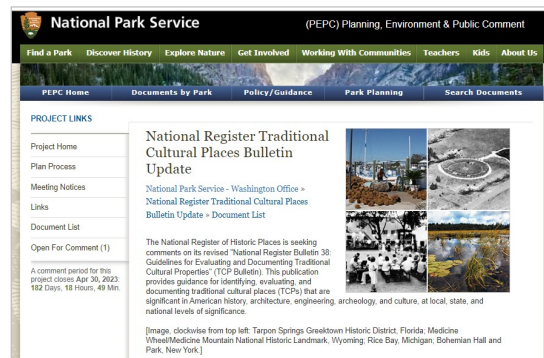 National Park Service
(PEPC) Planning, Environment & Public Comment
Find a Park Discover History Explore Nature Get Involved Working With Communities Teachers Kids About Us
PEPC Home Documents by Park Policy/Guidance Park Planning Search Documents
PROJECT LINKS
Project Home
Plan Process
Meeting Notices
Links
Document List
Open For Comment (1)
A comment period for this
project closes Apr 30, 2023:
182 Days, 18 Hours, 49 Min.
National Register Traditional
Cultural Places Bulletin
Update
National Park Service - Washington Office »
National Register Traditional Cultural Places
Bulletin Update » Document List
The National Register of Historic Places is seeking
comments on its revised "National Register Bulletin 38:
Guidelines for Evaluating and Documenting Traditional
Cultural Properties" (TCP Bulletin). This publication
provides guidance for identifying, evaluating, and
documenting traditional cultural places (TCPs) that are
significant in American history, architecture, engineering, archeology, and culture, at local, state, and
national levels of significance.
[Image, clockwise from top left: Tarpon Springs Greektown Historic District, Florida; Medicine
Wheel/Medicine Mountain National Historic Landmark, Wyoming; Rice Bay, Michigan; Bohemian Hall and
Park, New York.]